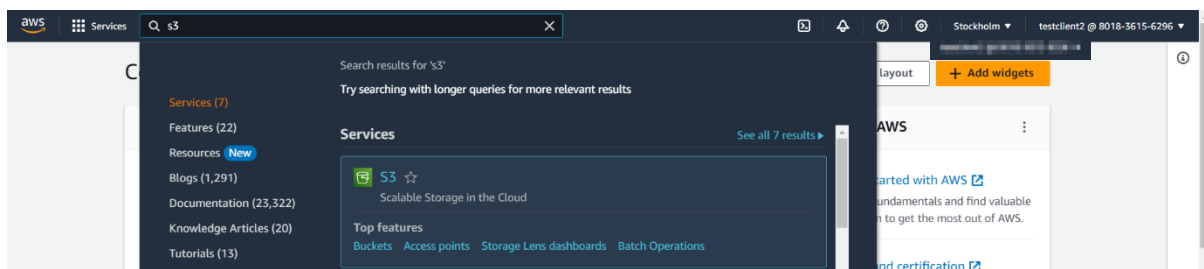 aws Services s3 Stockholm ▼ testclient2 @ 8018-3615-6296 ▼
Search results for 's3'
Try searching with longer queries for more relevant results
Services (7)
Features (22)
Resources New
Blogs (1,291)
Documentation (23,322)
Knowledge Articles (20)
Tutorials (13)
Services See all 7 results ▶
S3
Scalable Storage in the Cloud
Top features
Buckets Access points Storage Lens dashboards Batch Operations
layout + Add widgets
AWS
with AWS
and find valuable
to get the most out of AWS.
certification